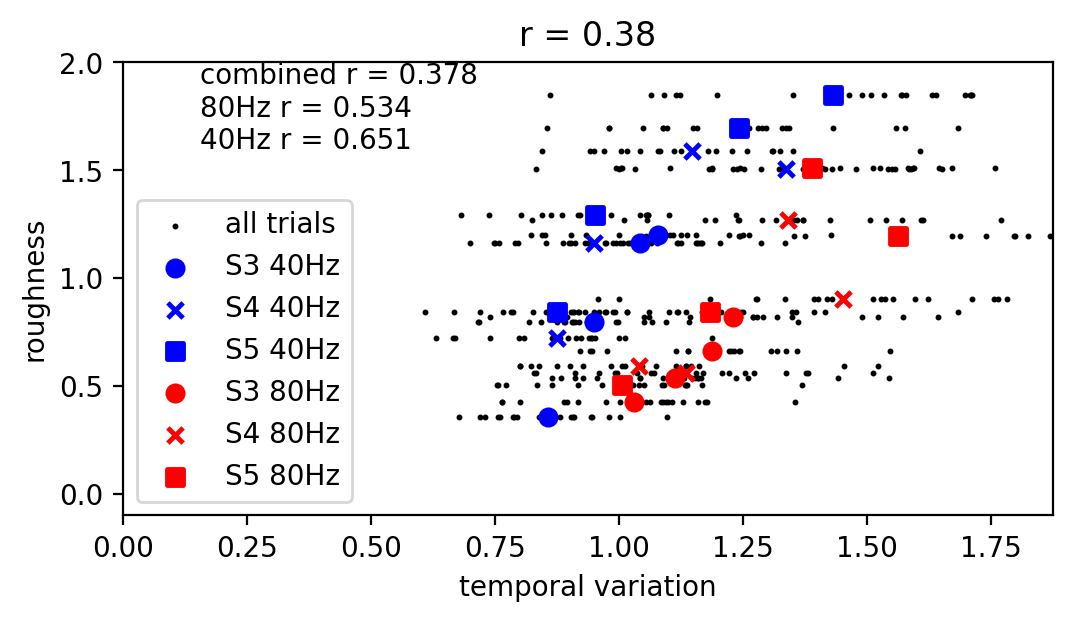 r = 0.38
combined r = 0.378
80Hz r = 0.534
40Hz r = 0.651
2.0
1.5
1.0
0.5
0.0
roughness
all trials
S3 40Hz
S4 40Hz
S5 40Hz
S3 80Hz
S4 80Hz
S5 80Hz
0.00 0.25 0.50 0.75 1.00 1.25 1.50 1.75
temporal variation